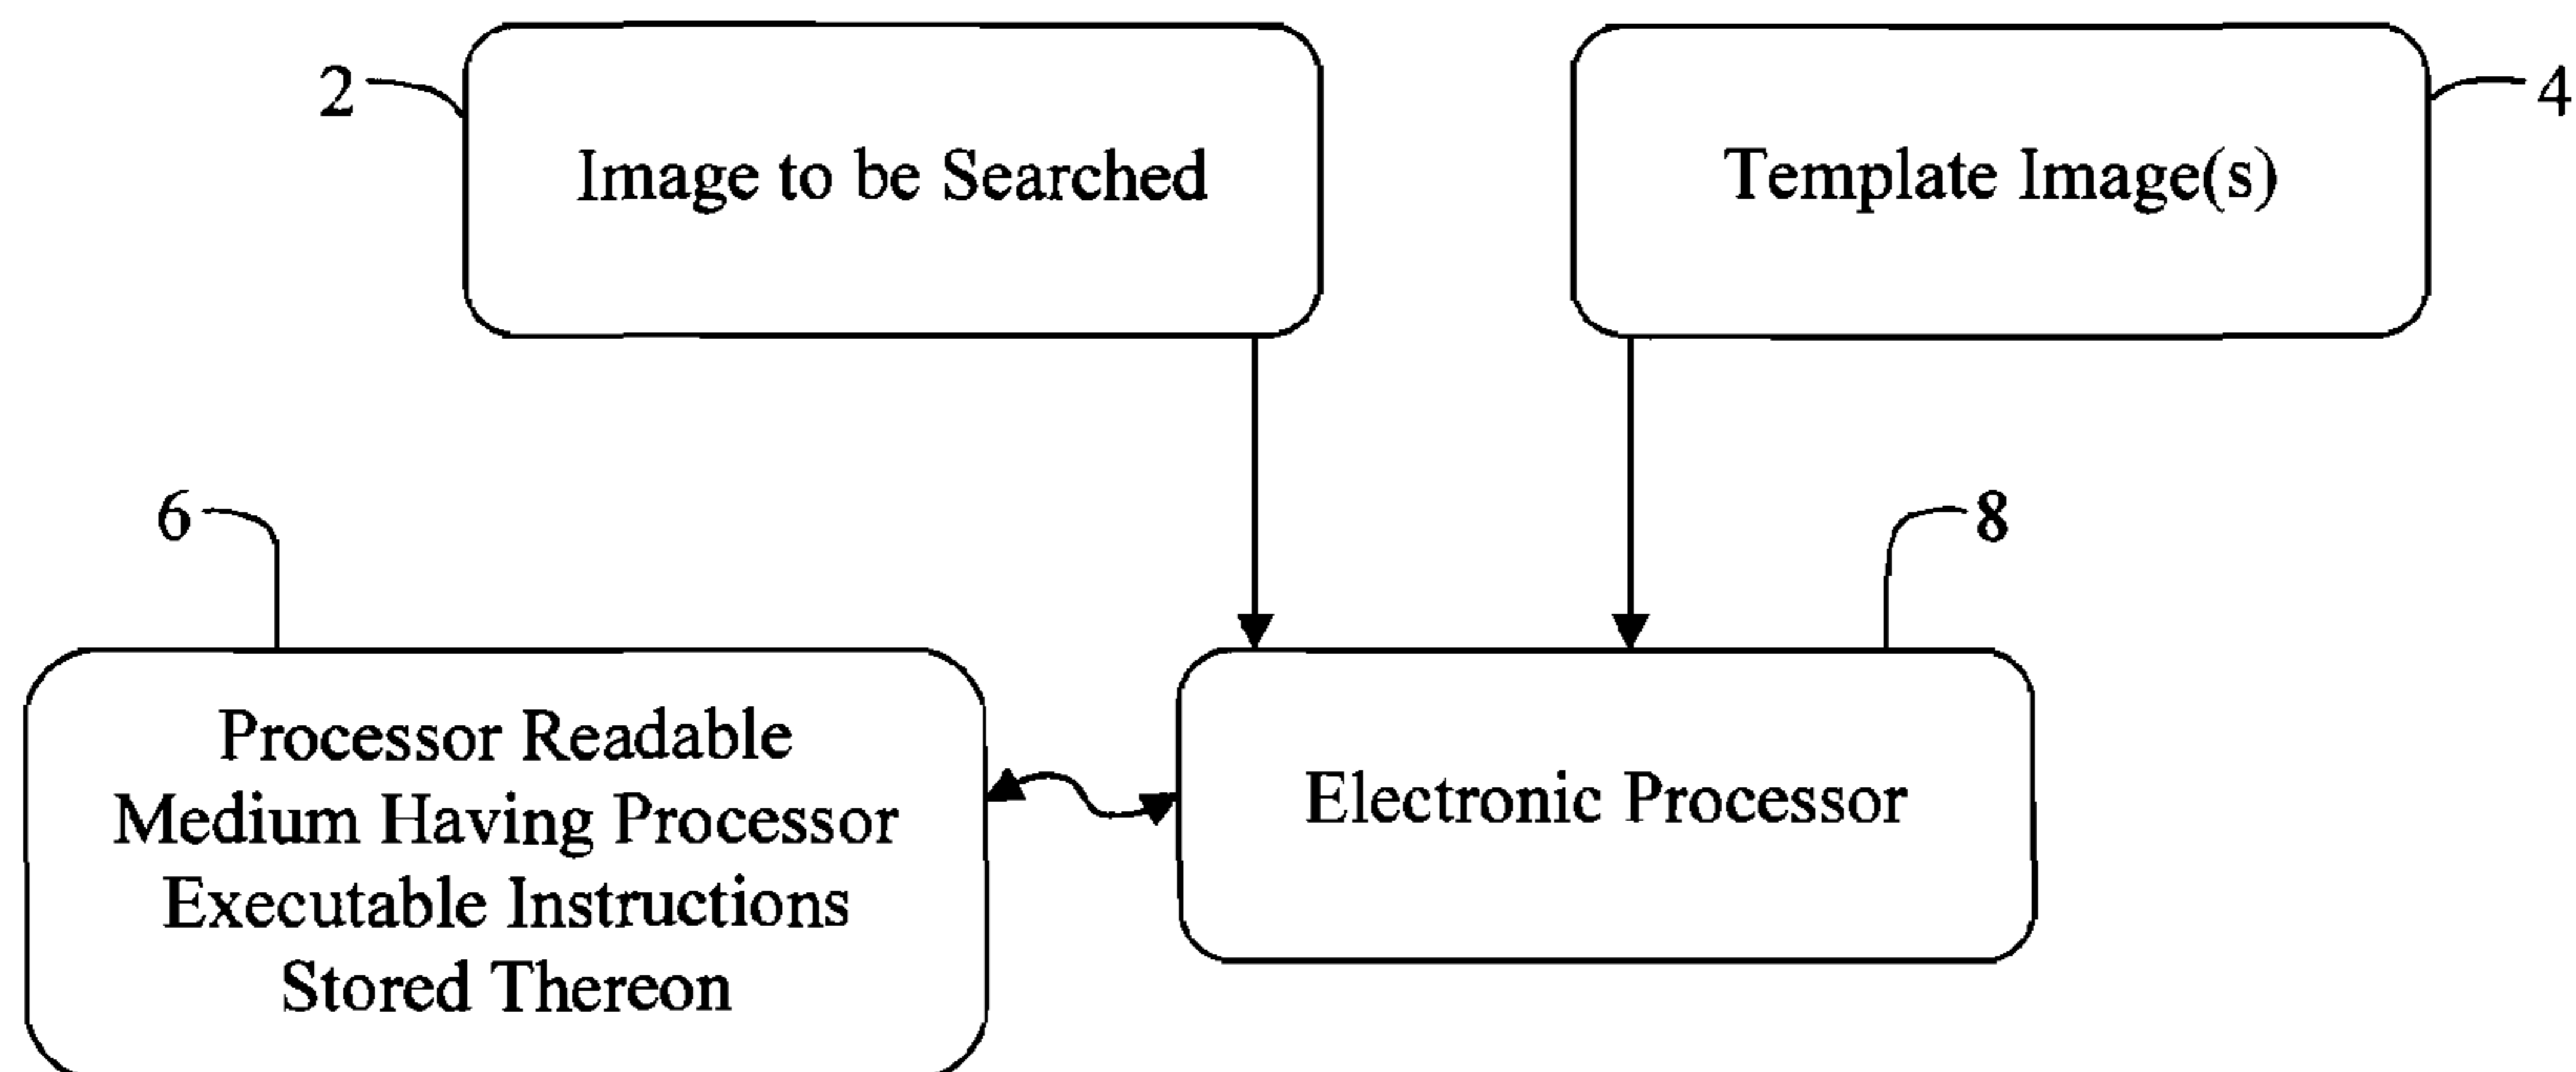 2
Image to be Searched
Template Image(s)
4
6
8
Processor Readable
Medium Having Processor
Executable Instructions
Stored Thereon
Electronic Processor